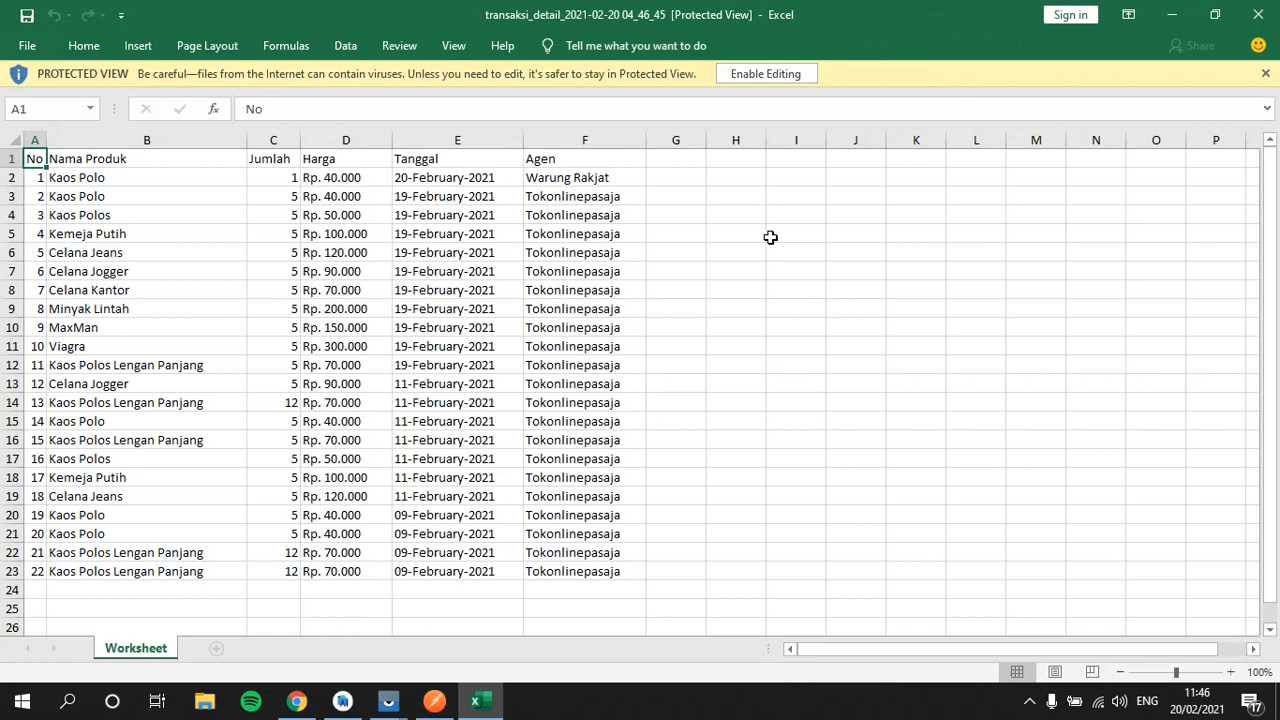 transaksi_detail_2021-02-20 04_46_45 [Protected View] - Excel
Sign in
File Home Insert Page Layout Formulas Data Review View Help Tell me what you want to do Share
PROTECTED VIEW Be careful—files from the Internet can contain viruses. Unless you need to edit, it's safer to stay in Protected View. Enable Editing
A1 fx No
A B C D E F G H I J K L M N O P
1 No Nama Produk Jumlah Harga Tanggal Agen
2 1 Kaos Polo 1 Rp. 40.000 20-February-2021 Warung Rakjat
3 2 Kaos Polo 5 Rp. 40.000 19-February-2021 Tokonlinepasaja
4 3 Kaos Polos 5 Rp. 50.000 19-February-2021 Tokonlinepasaja
5 4 Kemeja Putih 5 Rp. 100.000 19-February-2021 Tokonlinepasaja
6 5 Celana Jeans 5 Rp. 120.000 19-February-2021 Tokonlinepasaja
7 6 Celana Jogger 5 Rp. 90.000 19-February-2021 Tokonlinepasaja
8 7 Celana Kantor 5 Rp. 70.000 19-February-2021 Tokonlinepasaja
9 8 Minyak Lintah 5 Rp. 200.000 19-February-2021 Tokonlinepasaja
10 9 MaxMan 5 Rp. 150.000 19-February-2021 Tokonlinepasaja
11 10 Viagra 5 Rp. 300.000 19-February-2021 Tokonlinepasaja
12 11 Kaos Polos Lengan Panjang 5 Rp. 70.000 19-February-2021 Tokonlinepasaja
13 12 Celana Jogger 5 Rp. 90.000 11-February-2021 Tokonlinepasaja
14 13 Kaos Polos Lengan Panjang 12 Rp. 70.000 11-February-2021 Tokonlinepasaja
15 14 Kaos Polo 5 Rp. 40.000 11-February-2021 Tokonlinepasaja
16 15 Kaos Polos Lengan Panjang 5 Rp. 70.000 11-February-2021 Tokonlinepasaja
17 16 Kaos Polos 5 Rp. 50.000 11-February-2021 Tokonlinepasaja
18 17 Kemeja Putih 5 Rp. 100.000 11-February-2021 Tokonlinepasaja
19 18 Celana Jeans 5 Rp. 120.000 11-February-2021 Tokonlinepasaja
20 19 Kaos Polo 5 Rp. 40.000 09-February-2021 Tokonlinepasaja
21 20 Kaos Polo 5 Rp. 40.000 09-February-2021 Tokonlinepasaja
22 21 Kaos Polos Lengan Panjang 12 Rp. 70.000 09-February-2021 Tokonlinepasaja
23 22 Kaos Polos Lengan Panjang 12 Rp. 70.000 09-February-2021 Tokonlinepasaja
24
25
26
Worksheet
100%
ENG 11:46
20/02/2021 17